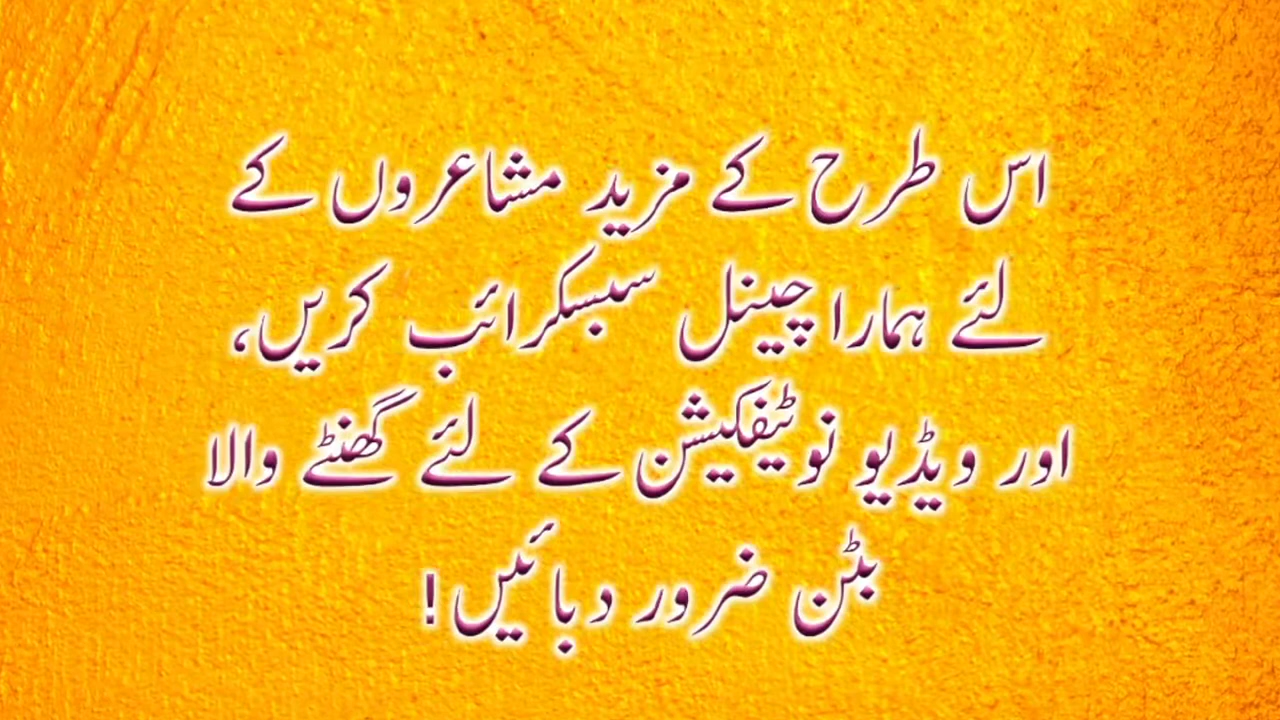 اس طرح کے مزید مشاعروں کے
لئے ہمارا چینل سبسکرائب کریں،
اور ویڈیو نوٹیفکیشن کے لئے گھنٹے والا
بٹن ضرور دبائیں!